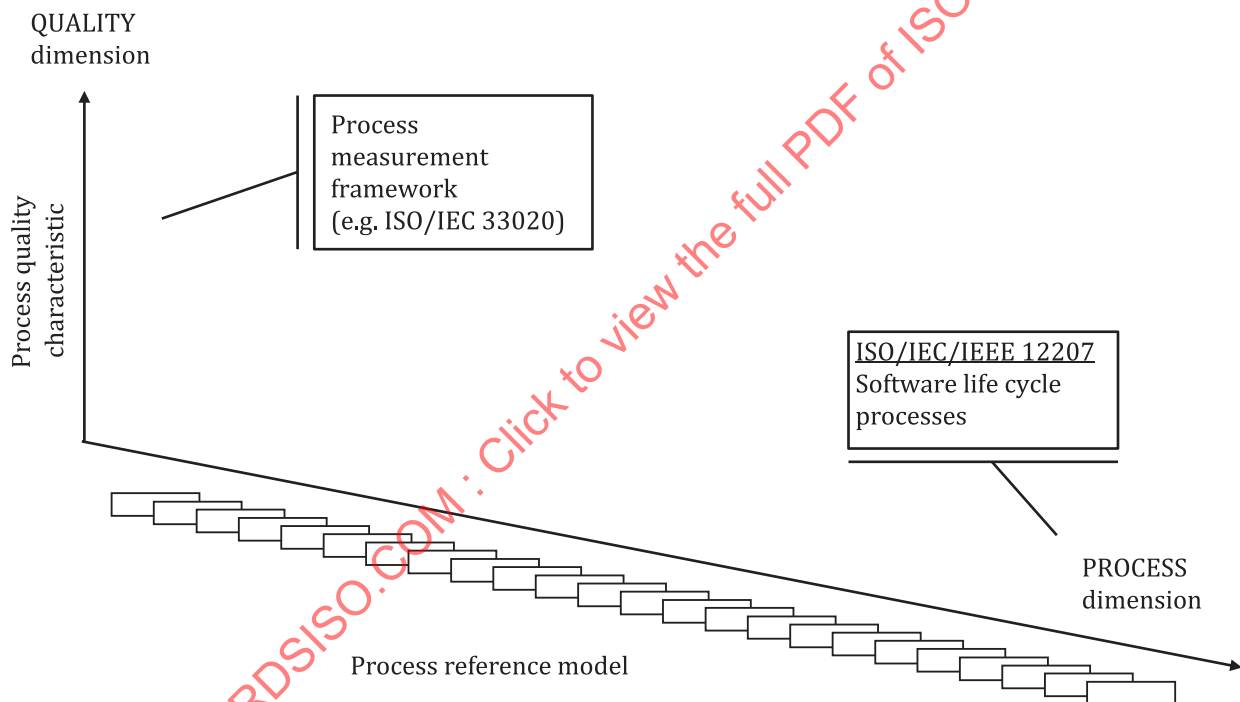 QUALITY
dimension
Process
measurement
framework
(e.g. ISO/IEC 33020)
Process quality
characteristic
ISO/IEC/IEEE 12207
Software life cycle
processes
PROCESS
dimension
Process reference model
RDSISO.COM : Click to view the full PDF of ISO